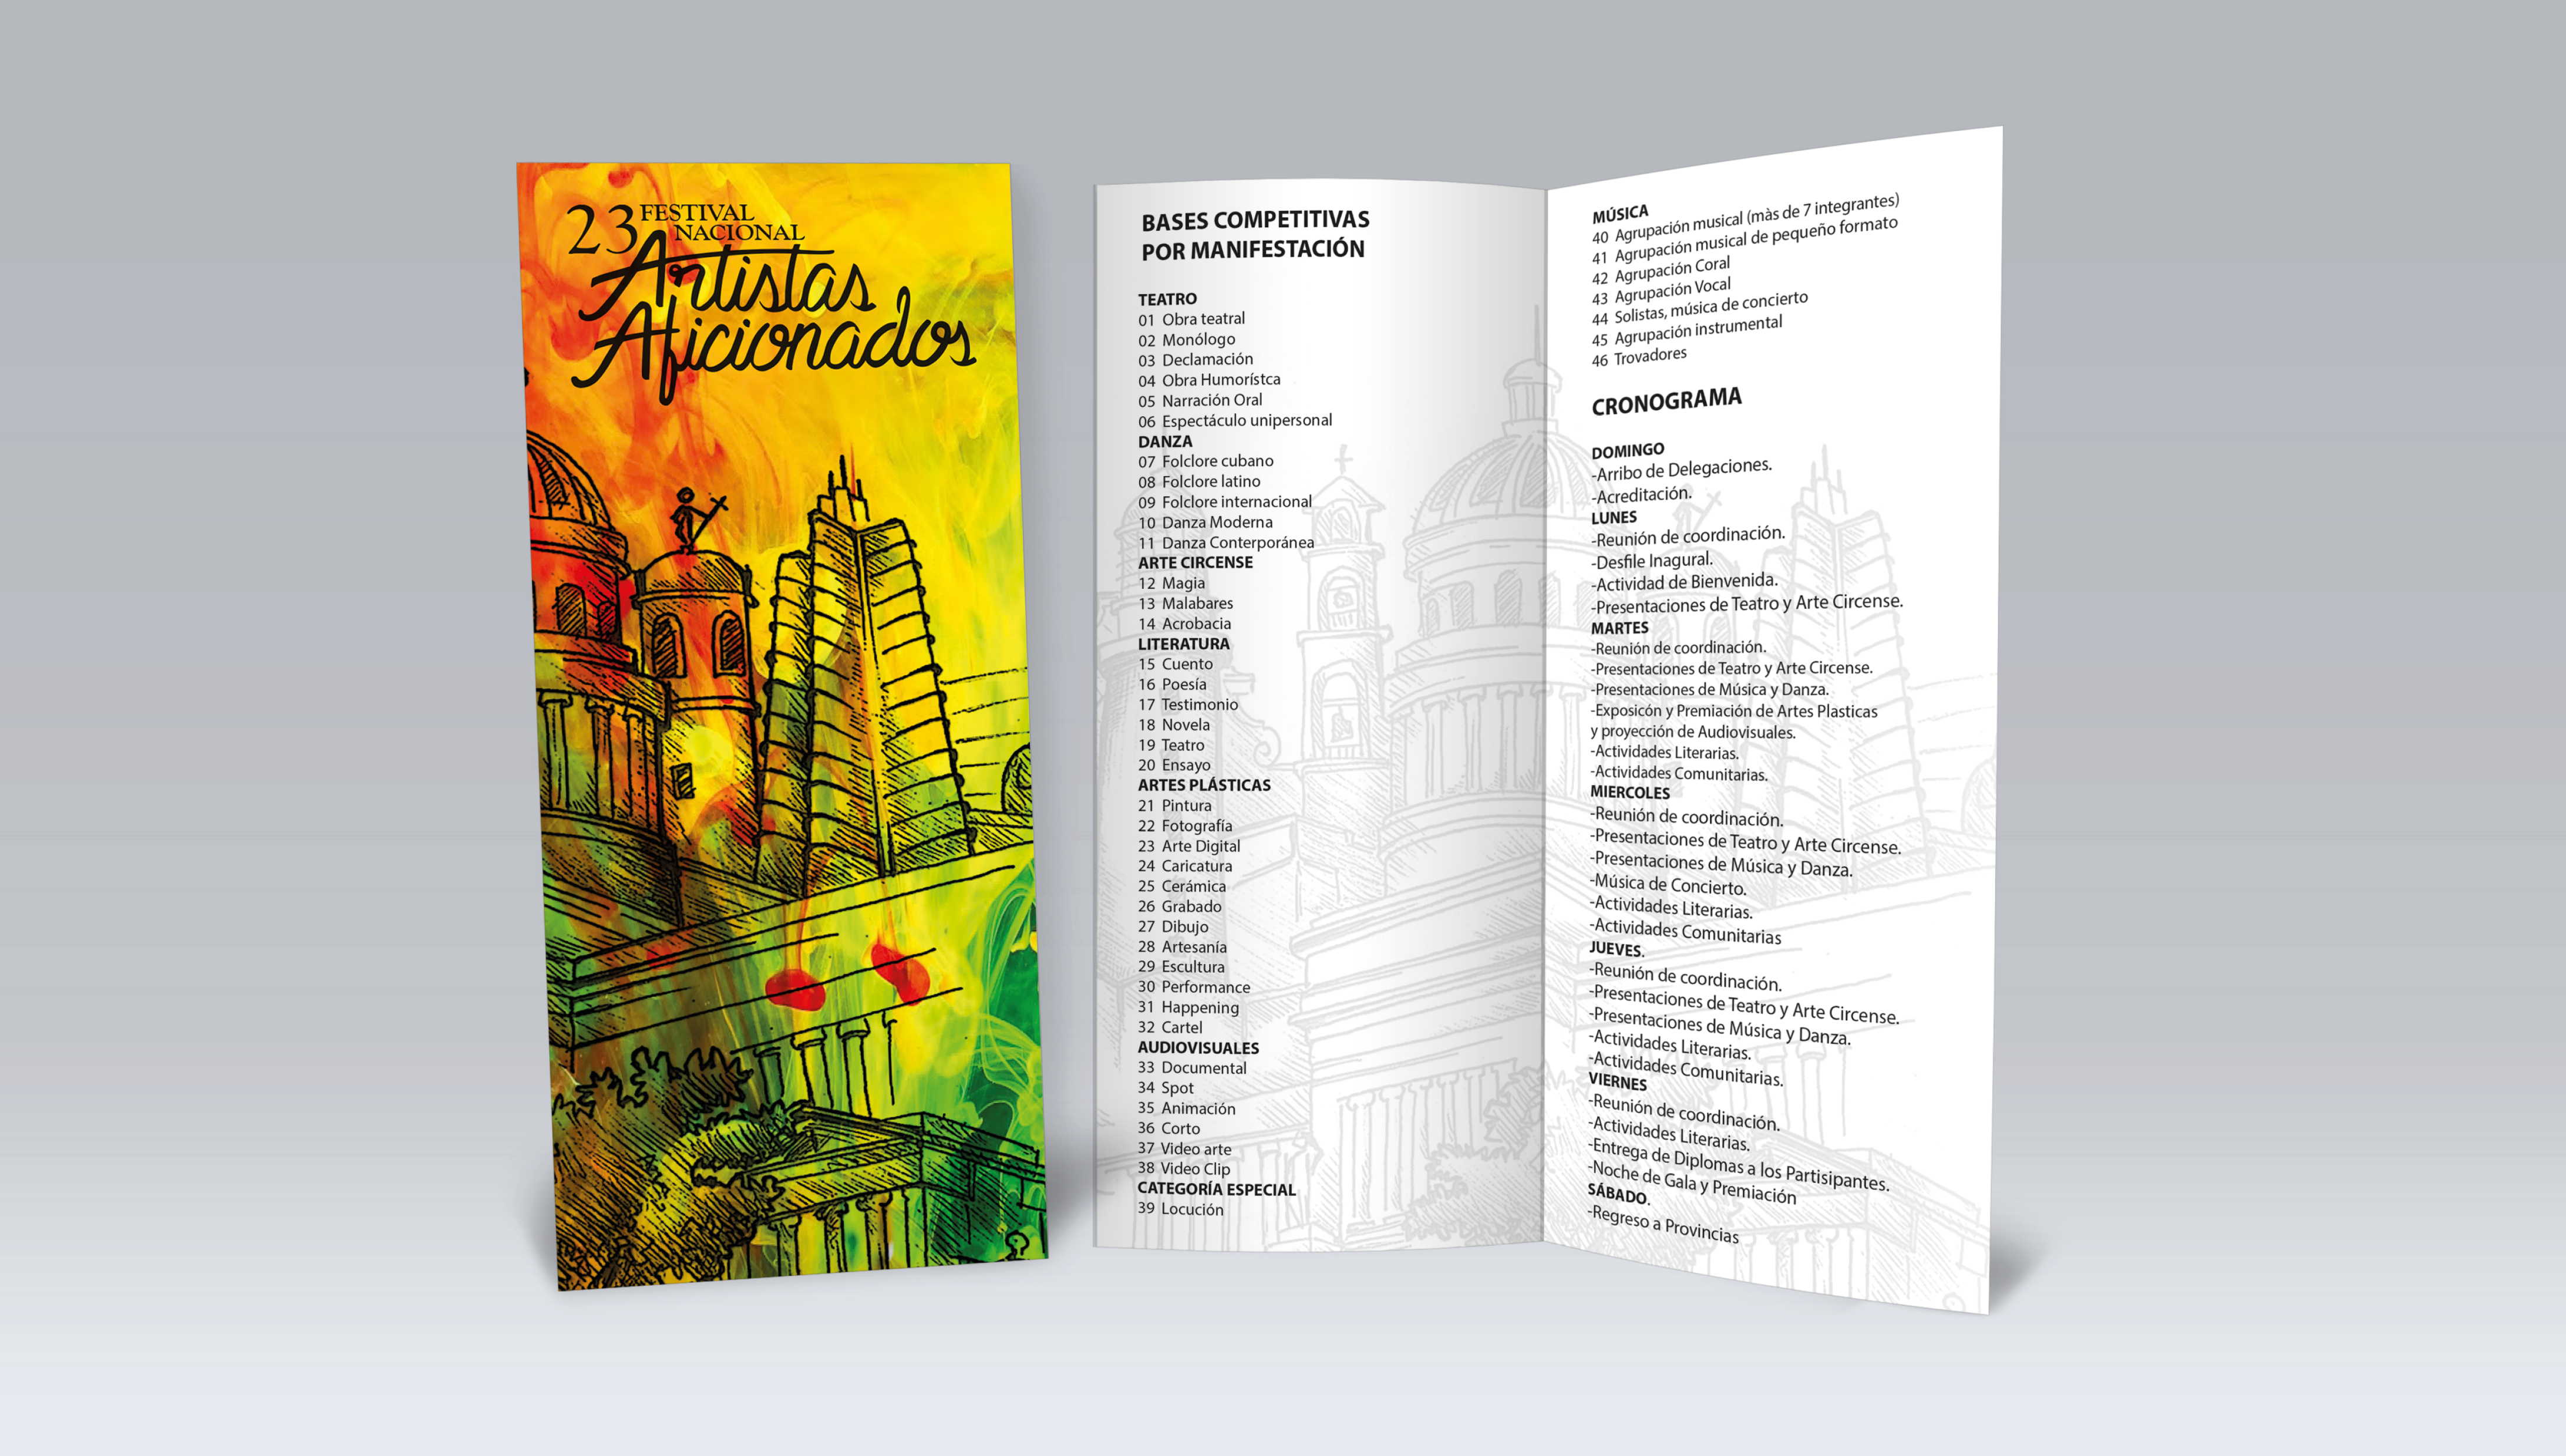 23 FESTIVAL
NACIONAL
Artistas
Aficionados
BASES COMPETITIVAS
POR MANIFESTACIÓN
TEATRO
01 Obra teatral
02 Monólogo
03 Declamación
04 Obra Humorístca
05 Narración Oral
06 Espectáculo unipersonal
DANZA
07 Folclore cubano
08 Folclore latino
09 Folclore internacional
10 Danza Moderna
11 Danza Conterporánea
ARTE CIRCENSE
12 Magia
13 Malabares
14 Acrobacia
LITERATURA
15 Cuento
16 Poesía
17 Testimonio
18 Novela
19 Teatro
20 Ensayo
ARTES PLÁSTICAS
21 Pintura
22 Fotografía
23 Arte Digital
24 Caricatura
25 Cerámica
26 Grabado
27 Dibujo
28 Artesanía
29 Escultura
30 Performance
31 Happening
32 Cartel
AUDIOVISUALES
33 Documental
34 Spot
35 Animación
36 Corto
37 Video arte
38 Video Clip
CATEGORÍA ESPECIAL
39 Locución
MÚSICA
40 Agrupación musical (màs de 7 integrantes)
41 Agrupación musical de pequeño formato
42 Agrupación Coral
43 Agrupación Vocal
44 Solistas, música de concierto
45 Agrupación instrumental
46 Trovadores
CRONOGRAMA
DOMINGO
-Arribo de Delegaciones.
-Acreditación.
LUNES
-Reunión de coordinación.
-Desfile Inagural.
-Actividad de Bienvenida.
-Presentaciones de Teatro y Arte Circense.
MARTES
-Reunión de coordinación.
-Presentaciones de Teatro y Arte Circense.
-Presentaciones de Música y Danza.
-Exposicón y Premiación de Artes Plasticas
y proyección de Audiovisuales.
-Actividades Literarias.
-Actividades Comunitarias.
MIERCOLES
-Reunión de coordinación.
-Presentaciones de Teatro y Arte Circense.
-Presentaciones de Música y Danza.
-Música de Concierto.
-Actividades Literarias.
-Actividades Comunitarias
JUEVES.
-Reunión de coordinación.
-Presentaciones de Teatro y Arte Circense.
-Presentaciones de Música y Danza.
-Actividades Literarias.
-Actividades Comunitarias.
VIERNES
-Reunión de coordinación.
-Actividades Literarias.
-Entrega de Diplomas a los Partisipantes.
-Noche de Gala y Premiación
SÁBADO.
-Regreso a Provincias